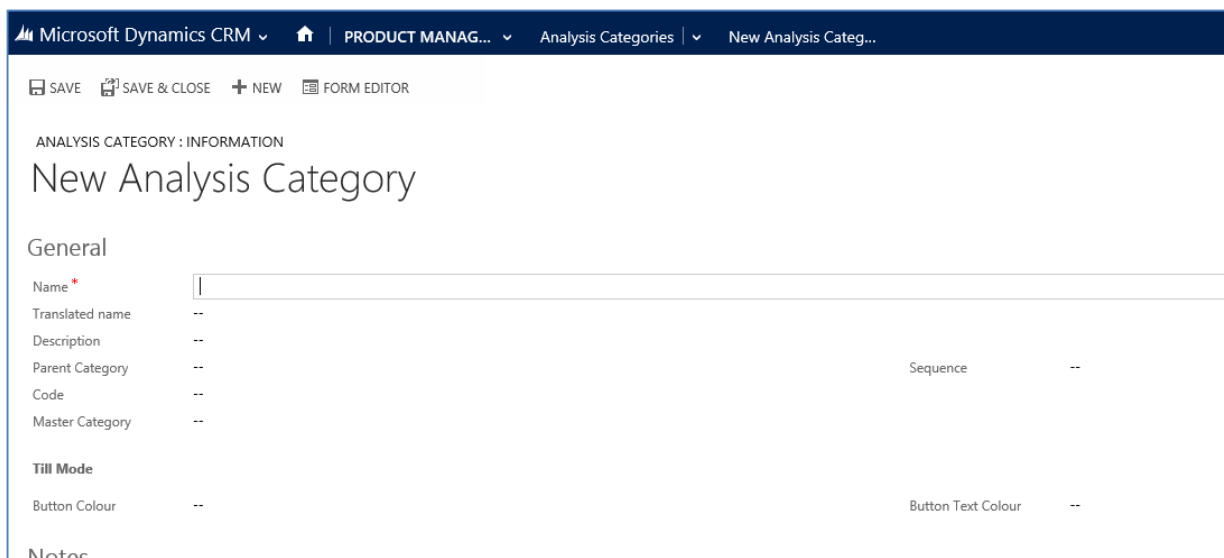 Microsoft Dynamics CRM PRODUCT MANAG... Analysis Categories New Analysis Categ...
SAVE SAVE & CLOSE NEW FORM EDITOR
ANALYSIS CATEGORY : INFORMATION
New Analysis Category
General
Name *
Translated name --
Description --
Parent Category -- Sequence --
Code --
Master Category --
Till Mode
Button Colour -- Button Text Colour --
Notes